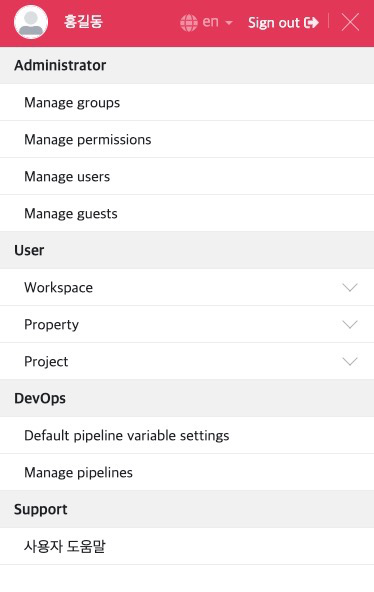 홍길동 en Sign out
Administrator
Manage groups
Manage permissions
Manage users
Manage guests
User
Workspace
Property
Project
DevOps
Default pipeline variable settings
Manage pipelines
Support
사용자 도움말